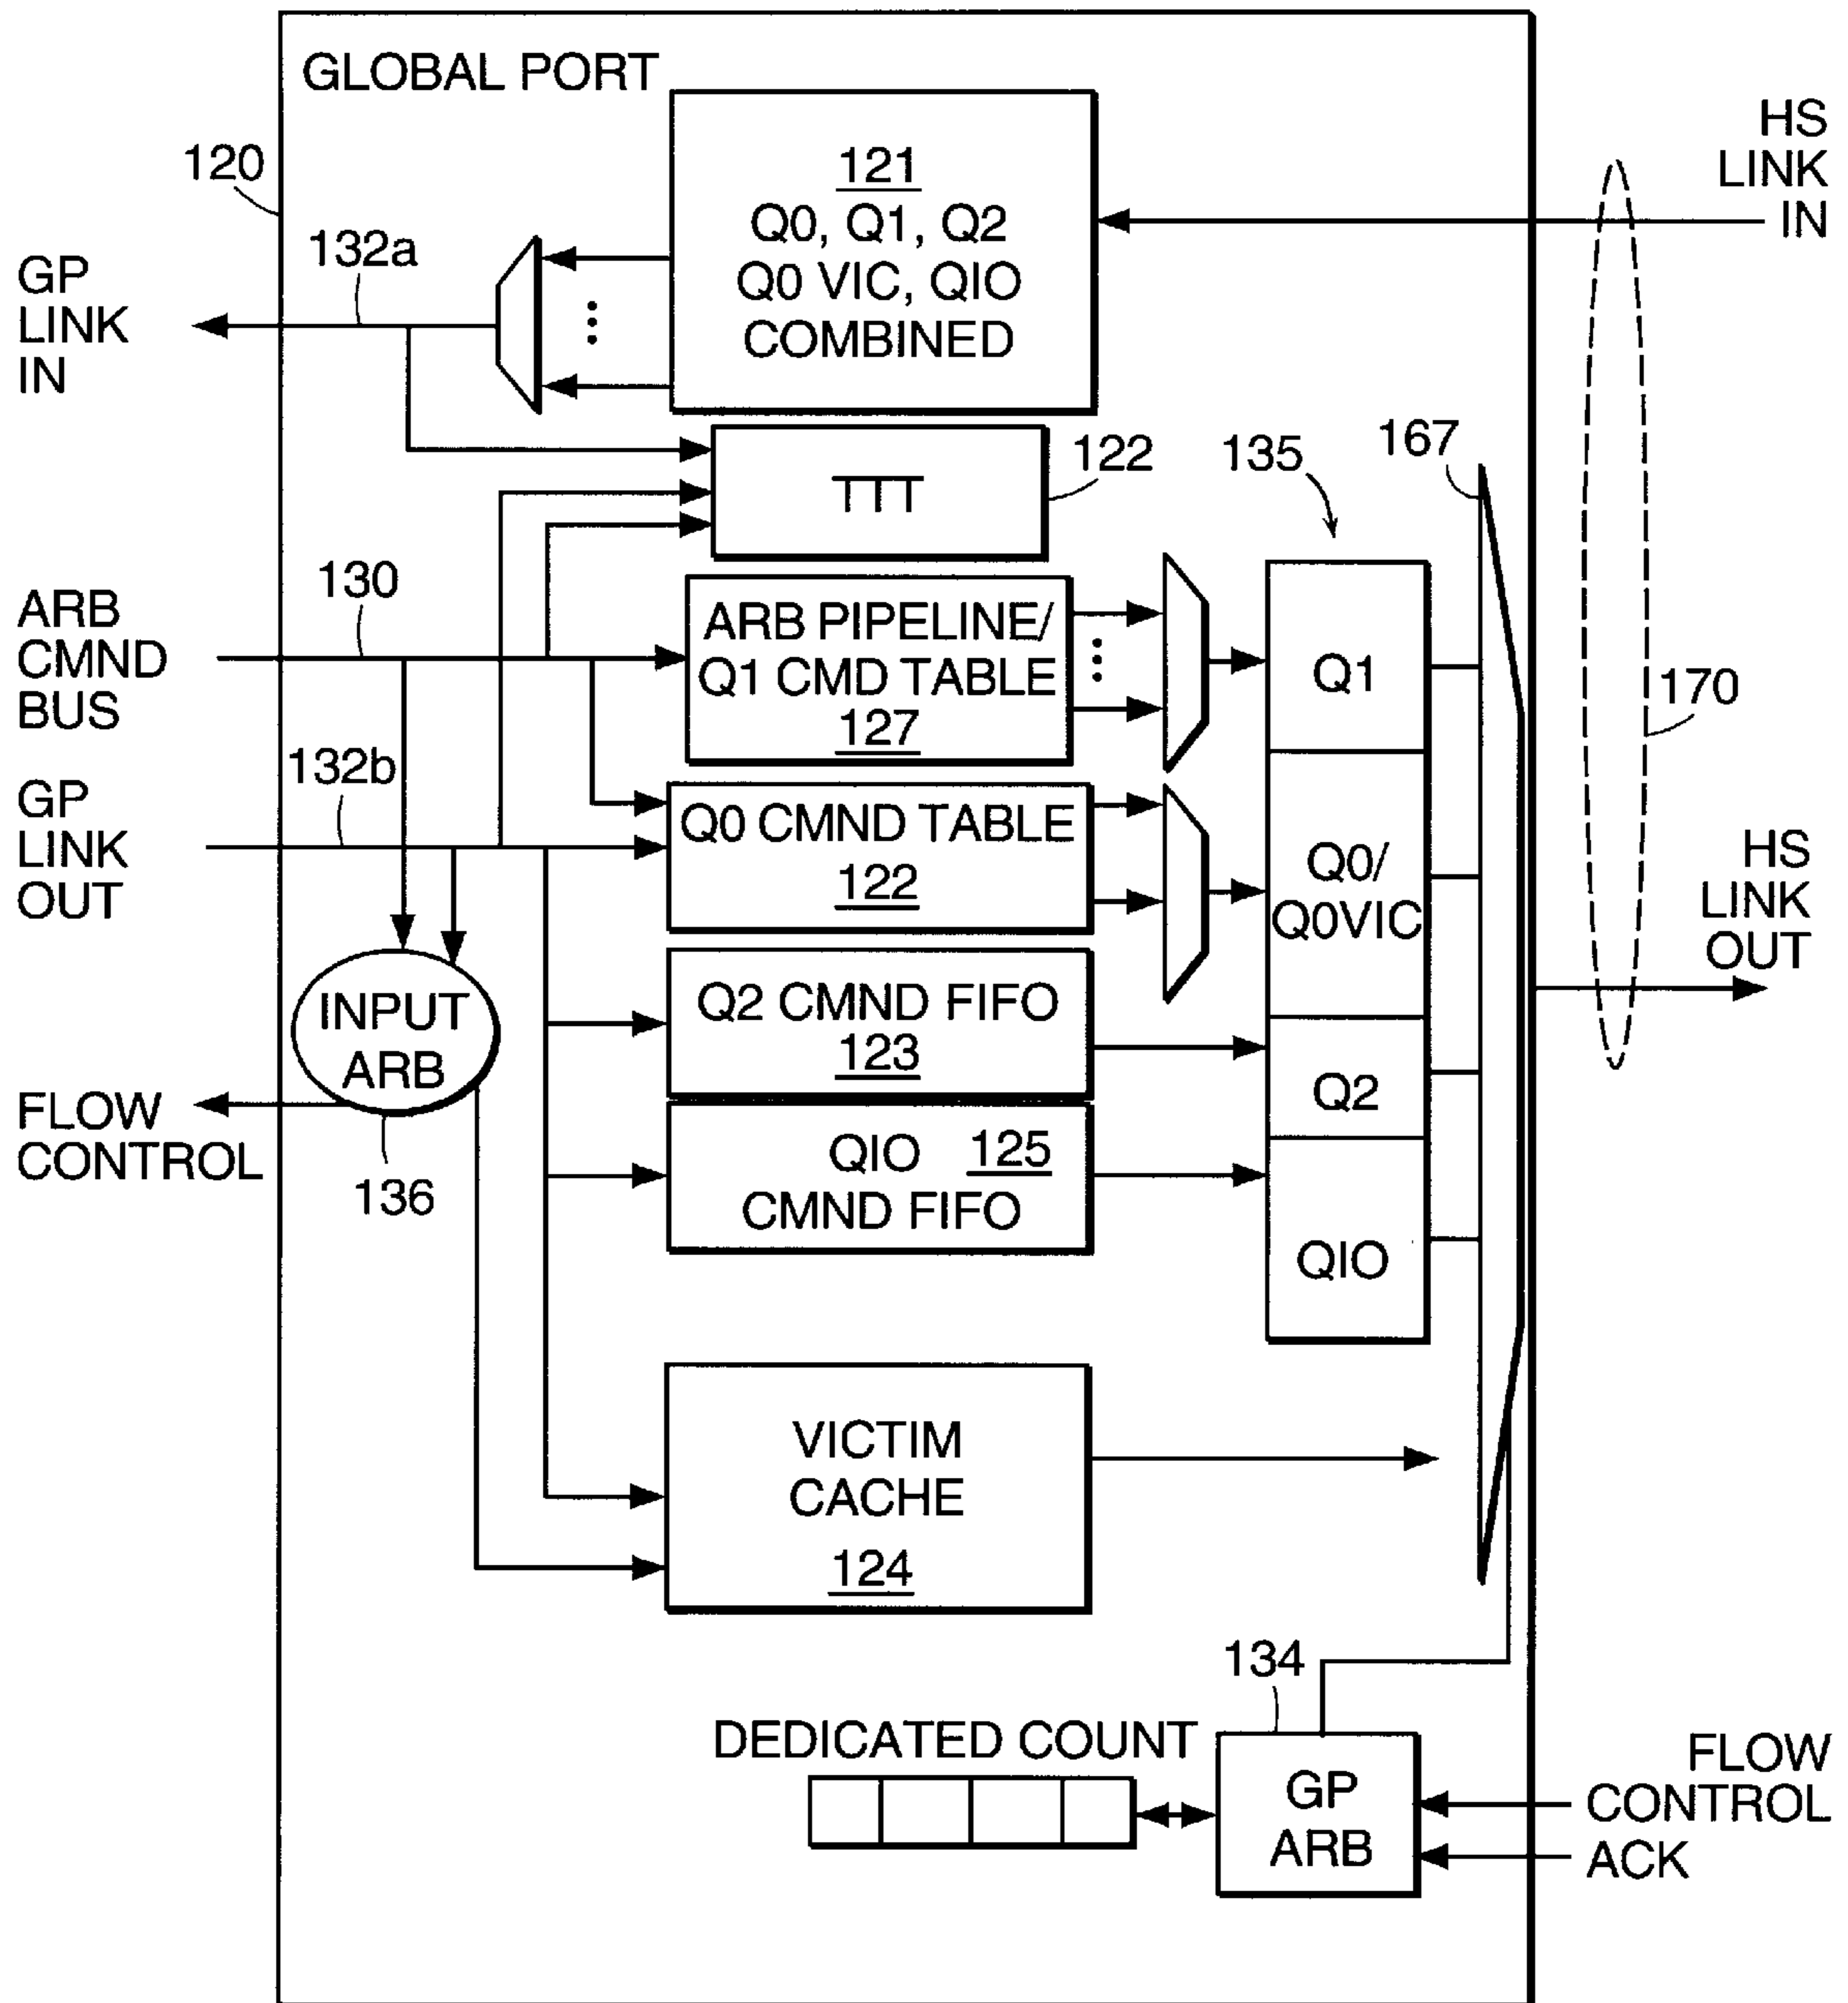 GLOBAL PORT
120
121
Q0, Q1, Q2
Q0 VIC, QIO
COMBINED
HS
LINK
IN
132a
GP
LINK
IN
TTT
122
135
167
170
130
ARB
CMND
BUS
ARB PIPELINE/
Q1 CMD TABLE
127
Q1
132b
GP
LINK
OUT
Q0 CMND TABLE
122
Q0/
Q0VIC
HS
LINK
OUT
INPUT
ARB
136
Q2 CMND FIFO
123
Q2
FLOW
CONTROL
QIO 125
CMND FIFO
QIO
VICTIM
CACHE
124
134
DEDICATED COUNT
GP
ARB
FLOW
CONTROL
ACK